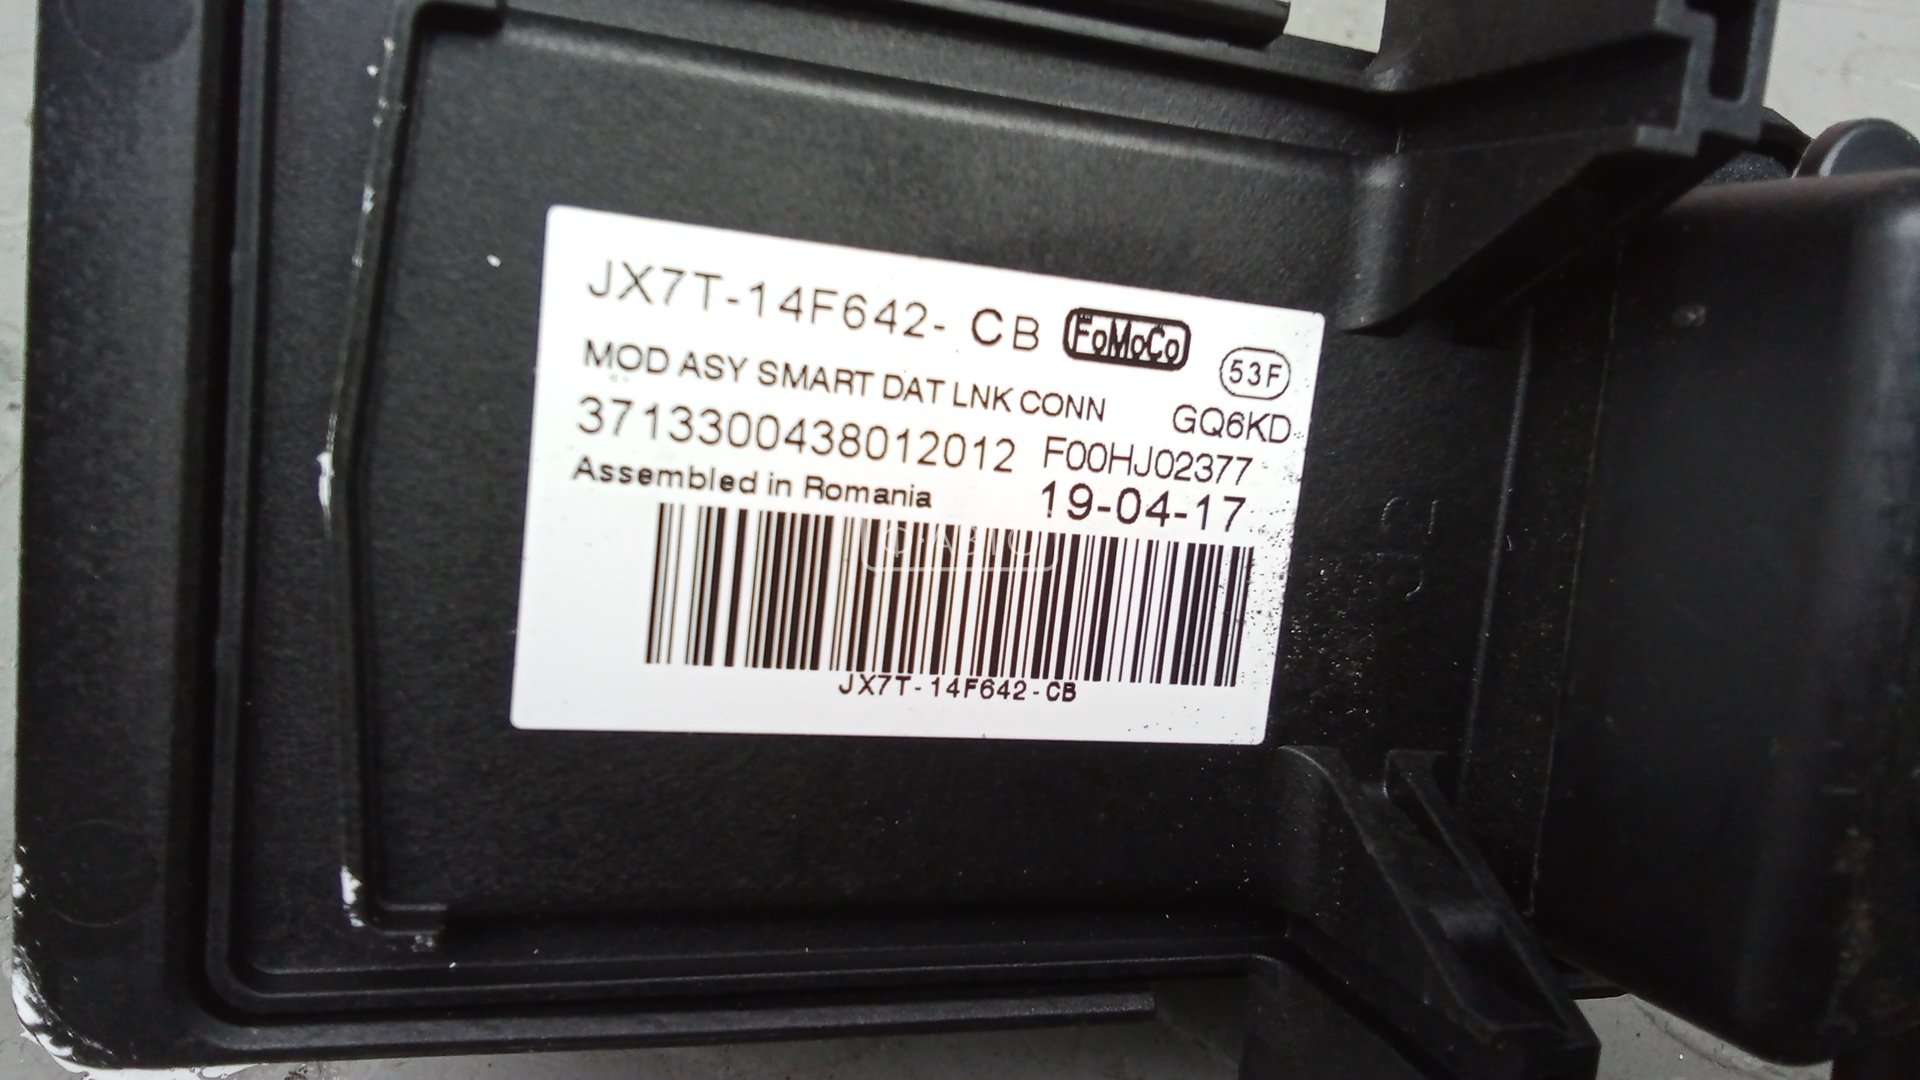 JX7T-14F642- CB FoMoCo
53F
MOD ASY SMART DAT LNK CONN GQ6KD
3713300438012012 F00HJ02377
Assembled in Romania 19-04-17
JX7T-14F642-CB